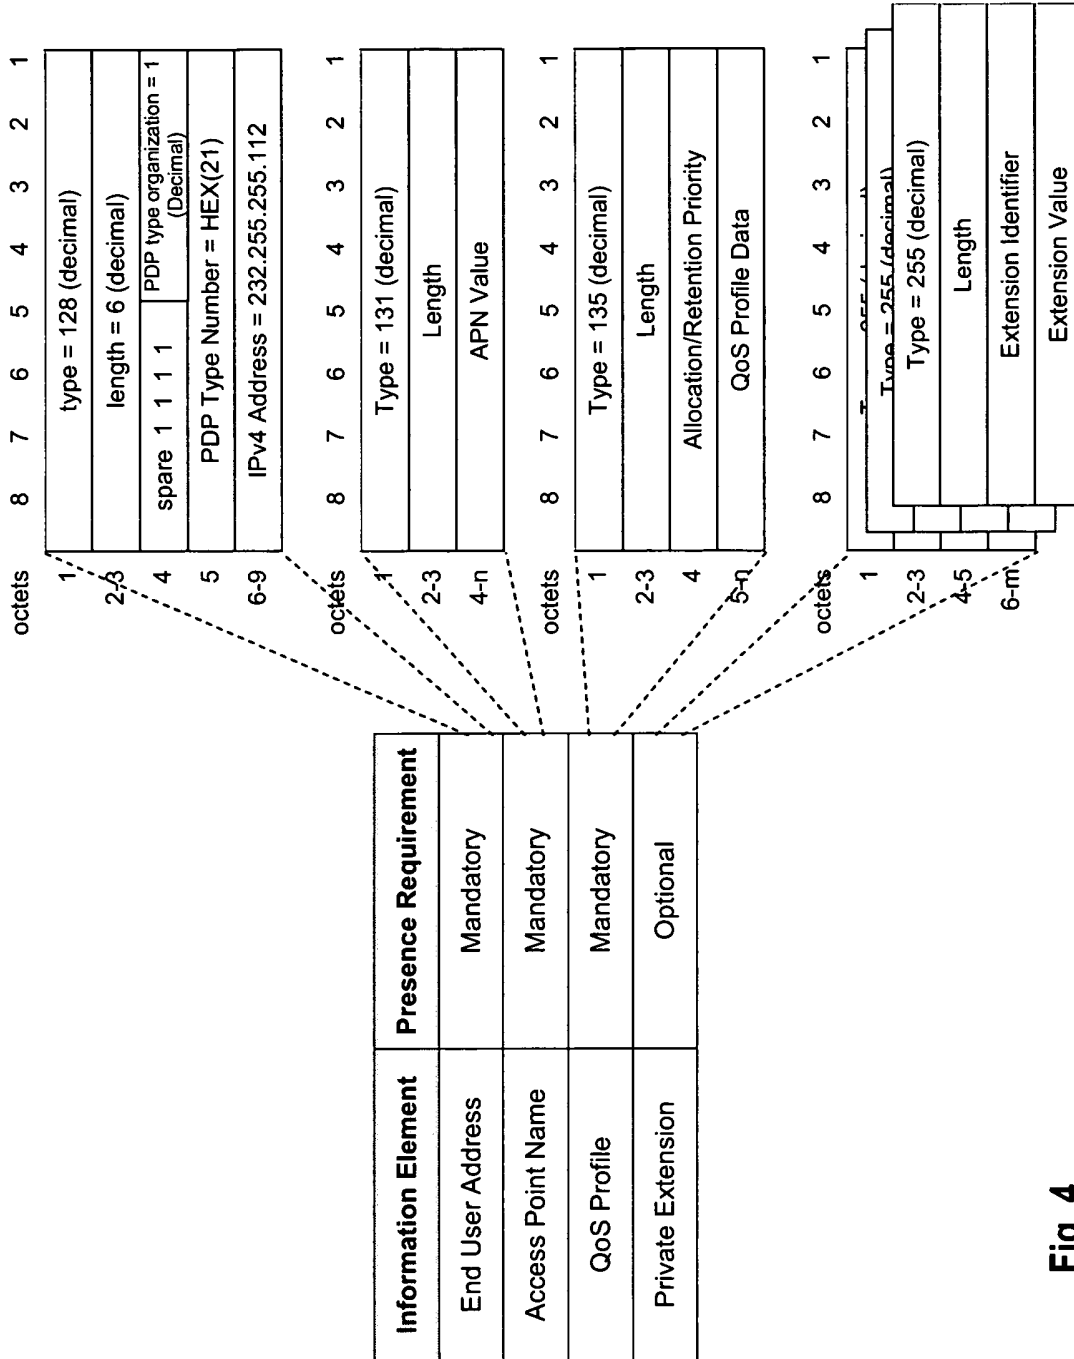 Information Element Presence Requirement
End User Address Mandatory
Access Point Name Mandatory
QoS Profile Mandatory
Private Extension Optional
octets 8 7 6 5 4 3 2 1
1 type = 128 (decimal)
2-3 length = 6 (decimal)
4 spare 1 1 1 1 PDP type organization = 1
(Decimal)
5 PDP Type Number = HEX(21)
6-9 IPv4 Address = 232.255.255.112
octets 8 7 6 5 4 3 2 1
1 Type = 131 (decimal)
2-3 Length
4-n APN Value
octets 8 7 6 5 4 3 2 1
1 Type = 135 (decimal)
2-3 Length
4 Allocation/Retention Priority
5-n QoS Profile Data
octets 8 7 6 5 4 3 2 1
Type = 255 (decimal)
1 Type = 255 (decimal)
2-3 Length
4-5 Extension Identifier
6-m Extension Value
Fig. 4